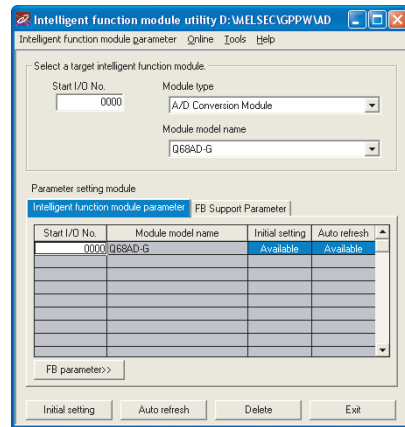 Intelligent function module utility D:\MELSEC\GPPW\AD
Intelligent function module parameter Online Tools Help
Select a target intelligent function module.
Start I/O No. Module type
0000 A/D Conversion Module
Module model name
Q68AD-G
Parameter setting module
Intelligent function module parameter FB Support Parameter
Start I/O No. Module model name Initial setting Auto refresh
0000 Q68AD-G Available Available
FB parameter>>
Initial setting Auto refresh Delete Exit